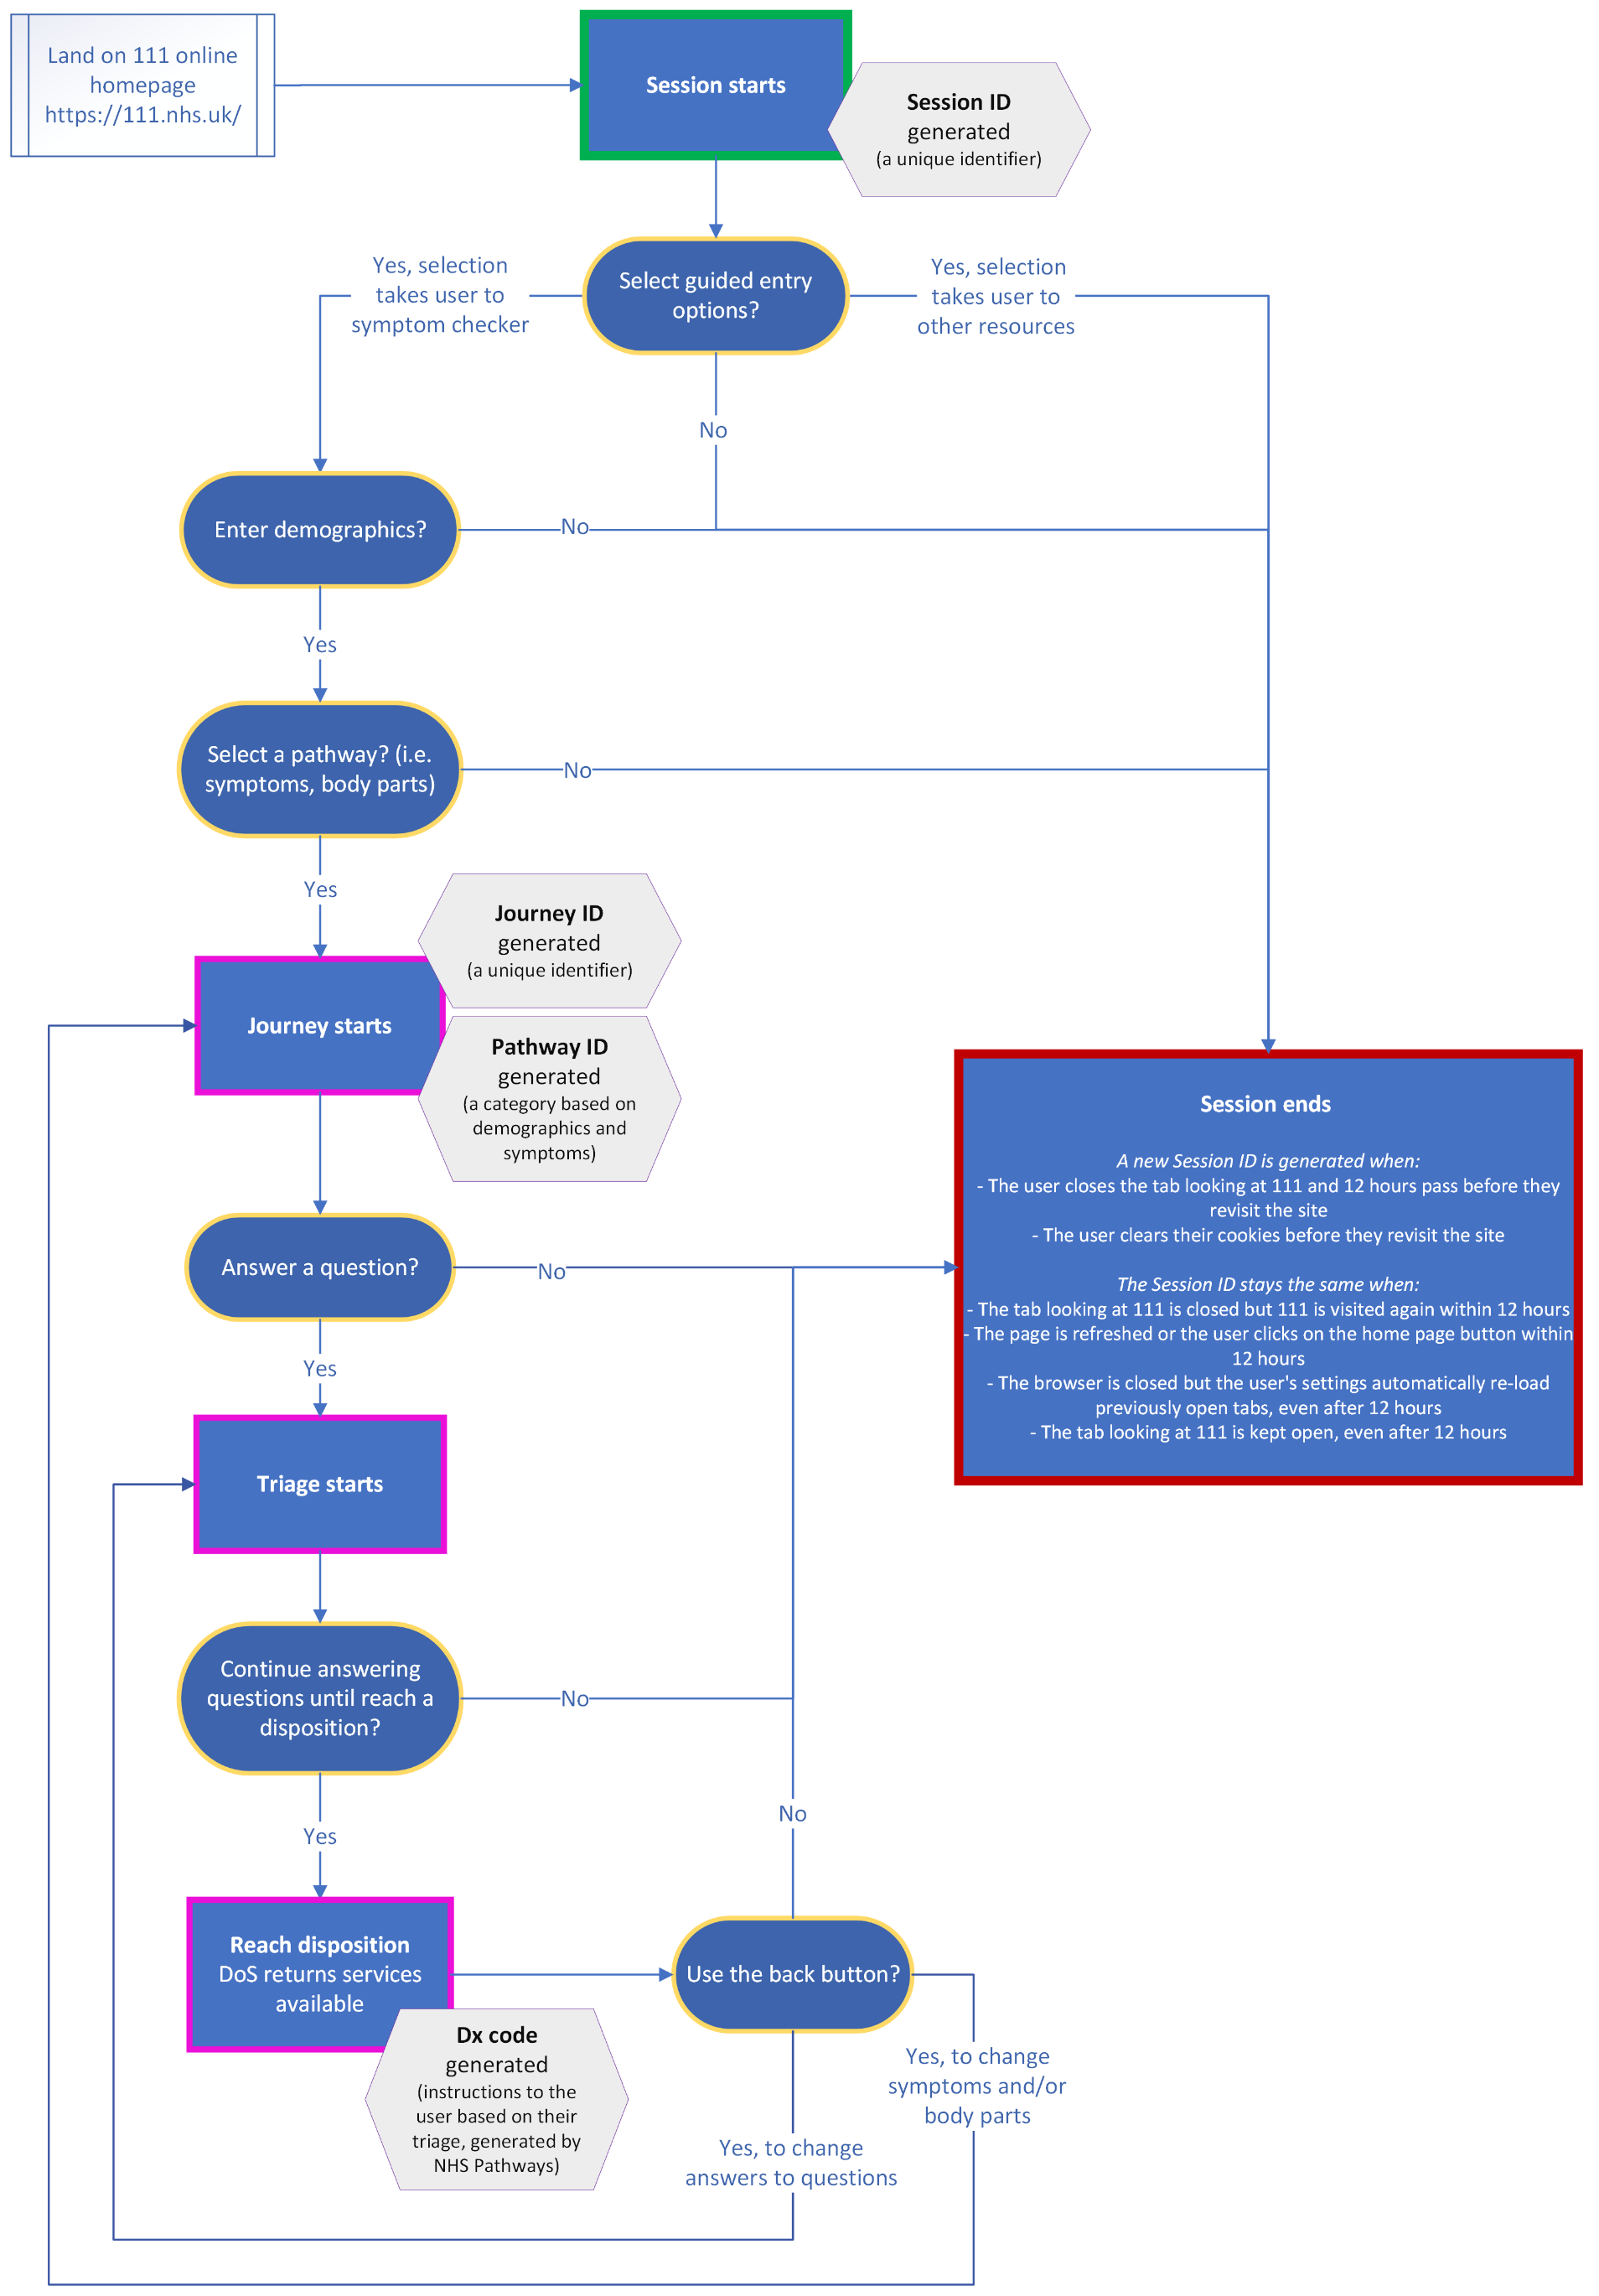 Land on 111 online
homepage
https://111.nhs.uk/
Session starts
Session ID
generated
(a unique identifier)
Select guided entry
options?
Yes, selection
takes user to
symptom checker
Yes, selection
takes user to
other resources
No
Enter demographics?
No
Yes
Select a pathway? (i.e.
symptoms, body parts)
No
Yes
Journey ID
generated
(a unique identifier)
Journey starts
Pathway ID
generated
(a category based on
demographics and
symptoms)
Session ends
A new Session ID is generated when:
- The user closes the tab looking at 111 and 12 hours pass before they
revisit the site
- The user clears their cookies before they revisit the site
The Session ID stays the same when:
- The tab looking at 111 is closed but 111 is visited again within 12 hours
- The page is refreshed or the user clicks on the home page button within
12 hours
- The browser is closed but the user's settings automatically re-load
previously open tabs, even after 12 hours
- The tab looking at 111 is kept open, even after 12 hours
Answer a question?
No
Yes
Triage starts
Continue answering
questions until reach a
disposition?
No
Yes
No
Reach disposition
DoS returns services
available
Use the back button?
Dx code
generated
(instructions to the
user based on their
triage, generated by
NHS Pathways)
Yes, to change
symptoms and/or
body parts
Yes, to change
answers to questions